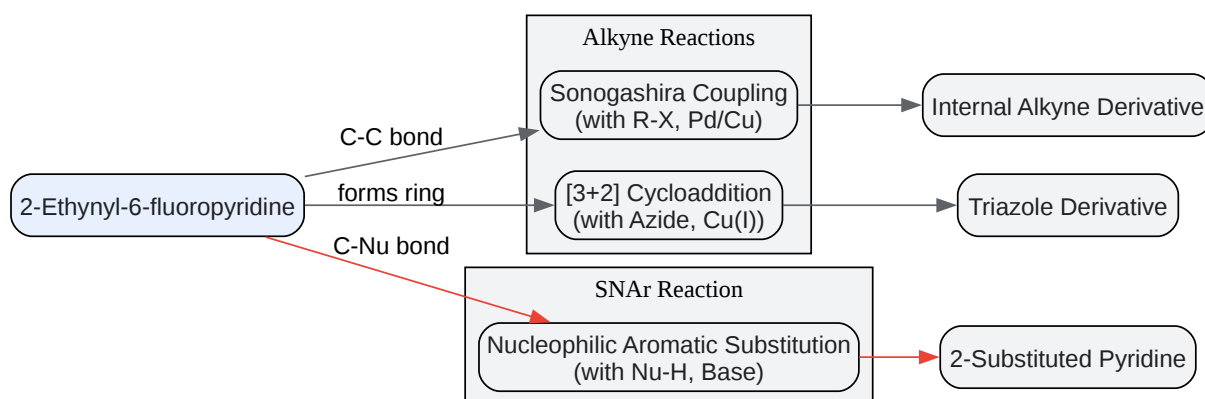 Alkyne Reactions
Sonogashira Coupling
(with R-X, Pd/Cu)
Internal Alkyne Derivative
C-C bond
2-Ethynyl-6-fluoropyridine
forms ring
[3+2] Cycloaddition
(with Azide, Cu(I))
Triazole Derivative
C-Nu bond
SNAr Reaction
Nucleophilic Aromatic Substitution
(with Nu-H, Base)
2-Substituted Pyridine